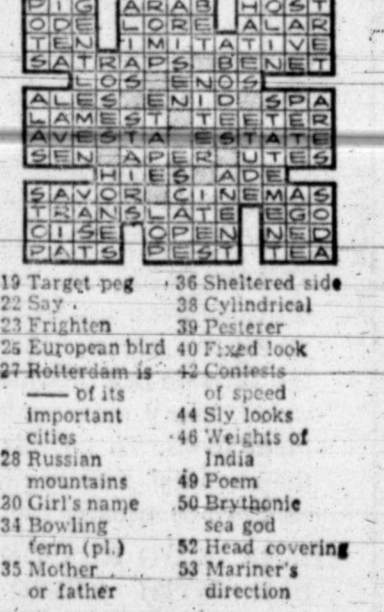 PIG ARAB HOST
ODE LORE ALAR
TEN IMITATIVE
SATRAPS BENET
LOS ENOS
ALES ENID SPA
LAMEST TEETER
AVESTA ESTATE
SEN APER UTES
HIES ADE
SAVOR CINEMAS
TRANSLATE EGO
OISE OPEN NED
PATS PEST TEA
19 Target peg
22 Say
23 Frighten
25 European bird
27 Rotterdam is
—— of its
important
cities
28 Russian
mountains
30 Girl's name
34 Bowling
term (pl.)
35 Mother
or father
36 Sheltered side
38 Cylindrical
39 Pesterer
40 Fixed look
42 Contests
of speed
44 Sly looks
46 Weights of
India
49 Poem
50 Brythonic
sea god
52 Head covering
53 Mariner's
direction